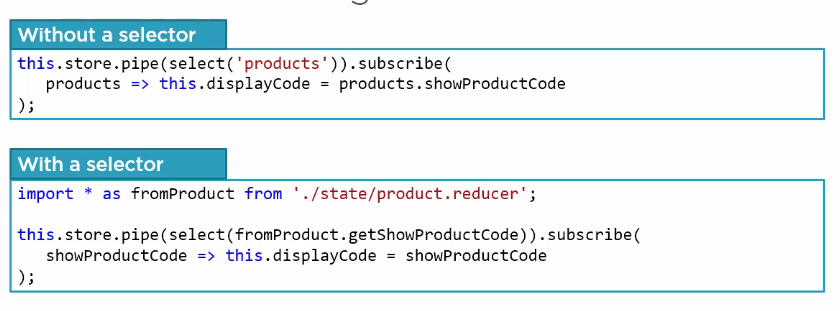 Without a selector
this.store.pipe(select('products')).subscribe(
products => this.displayCode = products.showProductCode
);
With a selector
import * as fromProduct from './state/product.reducer';
this.store.pipe(select(fromProduct.getShowProductCode)).subscribe(
showProductCode => this.displayCode = showProductCode
);